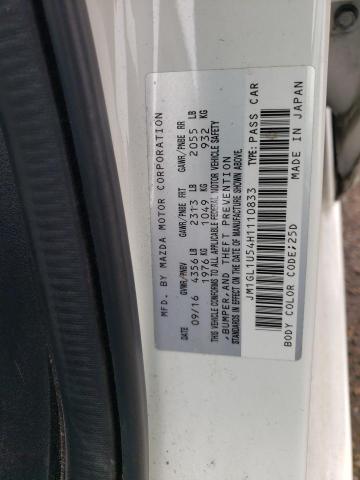 MFD. BY MAZDA MOTOR CORPORATION
DATE GVWR/PNBV GAWR/PNBE FRT GAWR/PNBE RR
09/16 4356 LB 2313 LB 2055 LB
1976 KG 1049 KG 932 KG
THIS VEHICLE CONFORMS TO ALL APPLICABLE FEDERAL MOTOR VEHICLE SAFETY
, BUMPER, AND THEFT PREVENTION
STANDARDS IN EFFECT ON THE DATE OF MANUFACTURE SHOWN ABOVE.
JM1GL1U54H1110833 TYPE: PASS CAR
BODY COLOR CODE: 25D MADE IN JAPAN